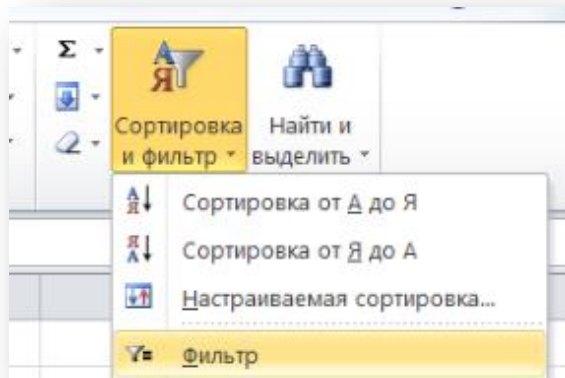 Σ
Сортировка и фильтр
Найти и выделить
Сортировка от А до Я
Сортировка от Я до А
Настраиваемая сортировка...
Фильтр